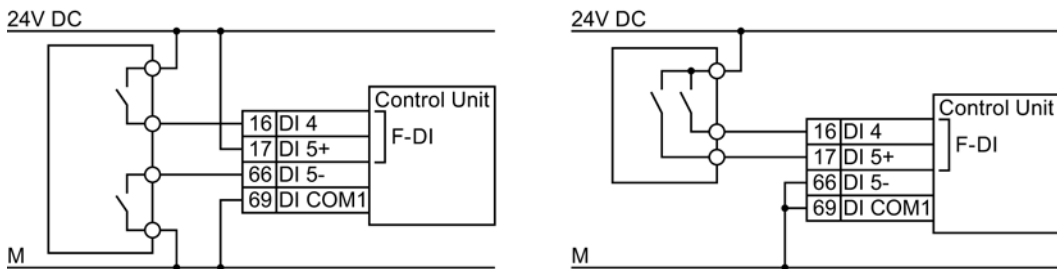 24V DC
Control Unit
16 DI 4
F-DI
17 DI 5+
66 DI 5-
69 DI COM1
M
24V DC
Control Unit
16 DI 4
F-DI
17 DI 5+
66 DI 5-
69 DI COM1
M